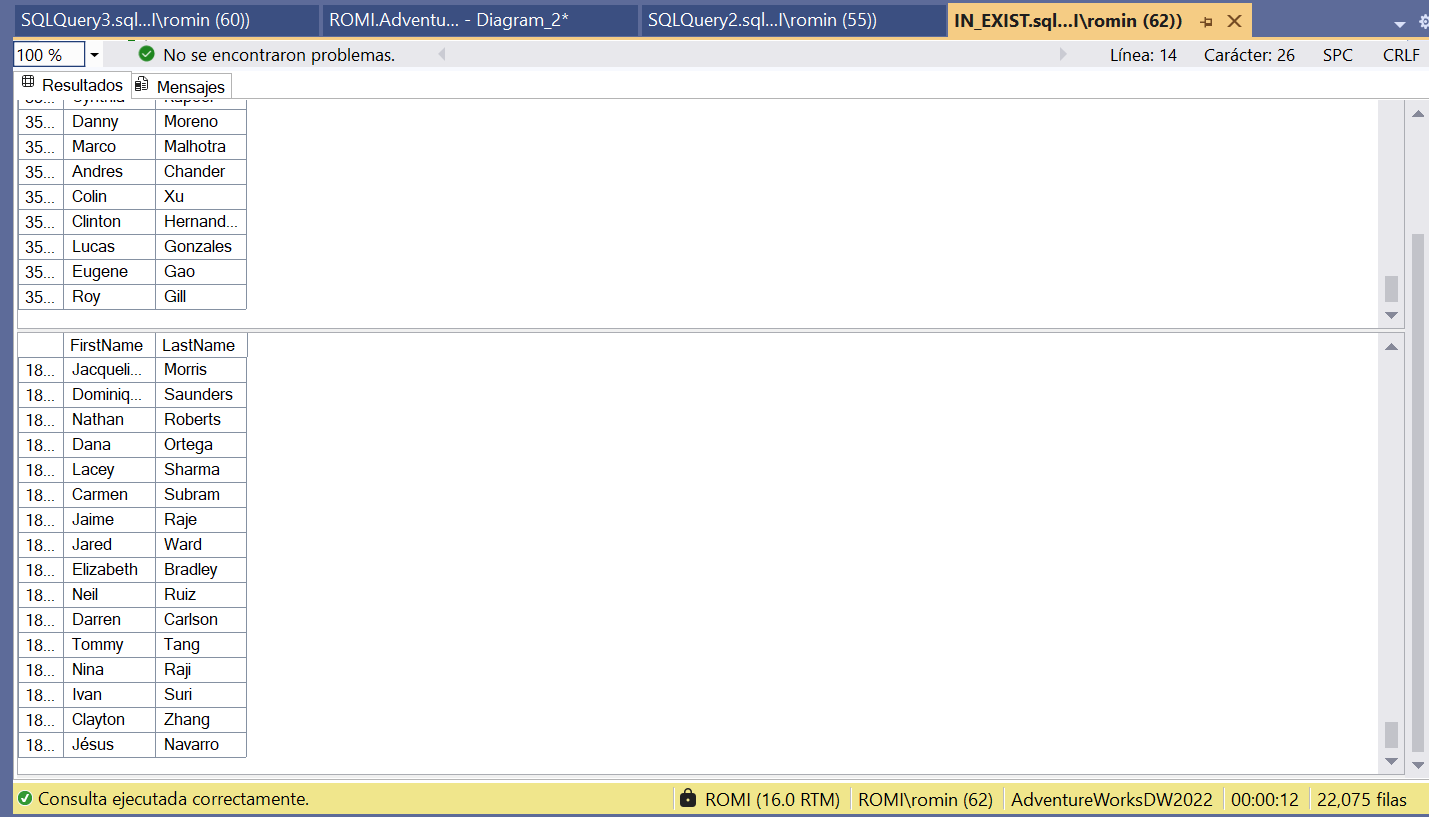 SQLQuery3.sql...l\romin (60)) ROMI.Adventu... - Diagram_2* SQLQuery2.sql...l\romin (55)) IN_EXIST.sql...l\romin (62))
100 % No se encontraron problemas. Línea: 14 Carácter: 26 SPC CRLF
Resultados Mensajes
35... Danny Moreno
35... Marco Malhotra
35... Andres Chander
35... Colin Xu
35... Clinton Hernand...
35... Lucas Gonzales
35... Eugene Gao
35... Roy Gill
FirstName LastName
18... Jacqueli... Morris
18... Dominiq... Saunders
18... Nathan Roberts
18... Dana Ortega
18... Lacey Sharma
18... Carmen Subram
18... Jaime Raje
18... Jared Ward
18... Elizabeth Bradley
18... Neil Ruiz
18... Darren Carlson
18... Tommy Tang
18... Nina Raji
18... Ivan Suri
18... Clayton Zhang
18... Jésus Navarro
Consulta ejecutada correctamente. ROMI (16.0 RTM) ROMI\romin (62) AdventureWorksDW2022 00:00:12 22,075 filas